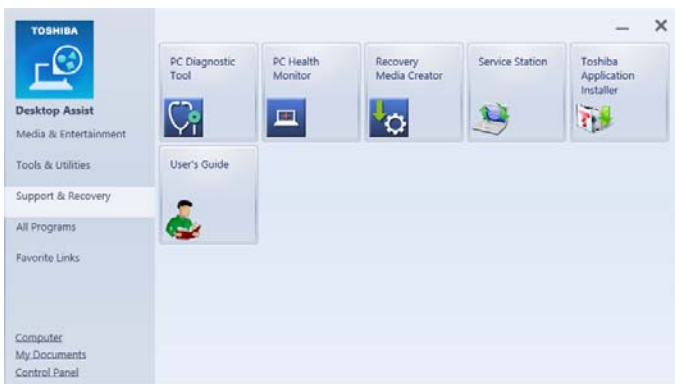 TOSHIBA
Desktop Assist
Media & Entertainment
Tools & Utilities
Support & Recovery
All Programs
Favorite Links
Computer
My Documents
Control Panel
PC Diagnostic
Tool
PC Health
Monitor
Recovery
Media Creator
Service Station
Toshiba
Application
Installer
User's Guide